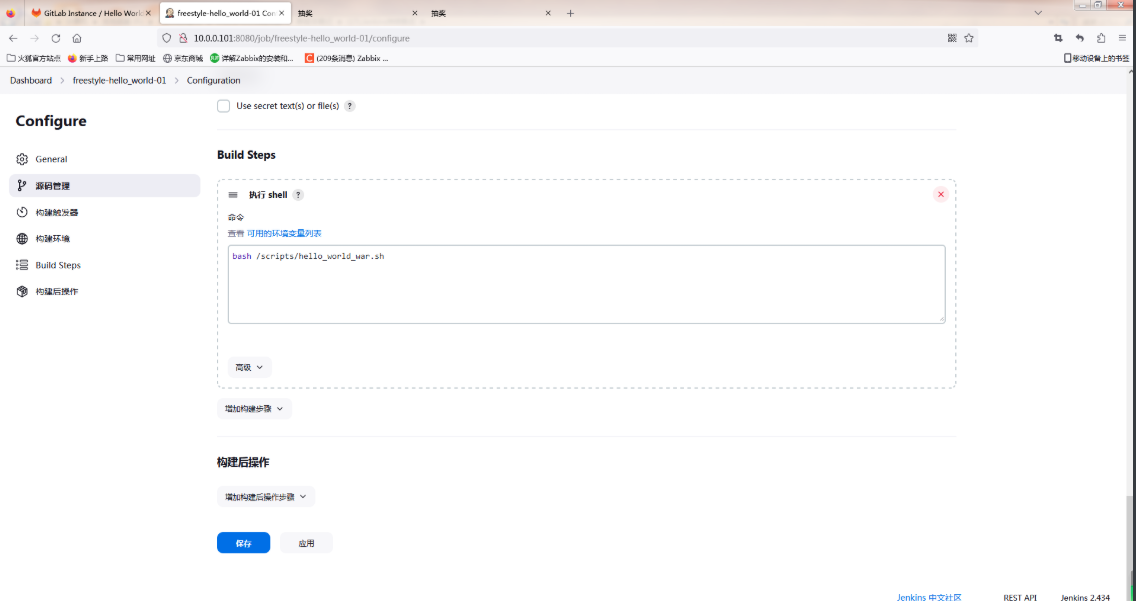 GitLab Instance / Hello Worl
freestyle-hello_world-01 Con
抽奖
抽奖
10.0.0.101:8080/job/freestyle-hello_world-01/configure
火狐官方站点
新手上路
常用网址
京东商城
详解Zabbix的安装和...
(209条消息) Zabbix ...
移动设备上的书签
Dashboard > freestyle-hello_world-01 > Configuration
Configure
General
源码管理
构建触发器
构建环境
Build Steps
构建后操作
Use secret text(s) or file(s) ?
Build Steps
执行 shell ?
命令
查看 可用的环境变量列表
bash /scripts/hello_world_war.sh
高级
增加构建步骤
构建后操作
增加构建后操作步骤
保存
应用
Jenkins 中文社区
REST API
Jenkins 2.434